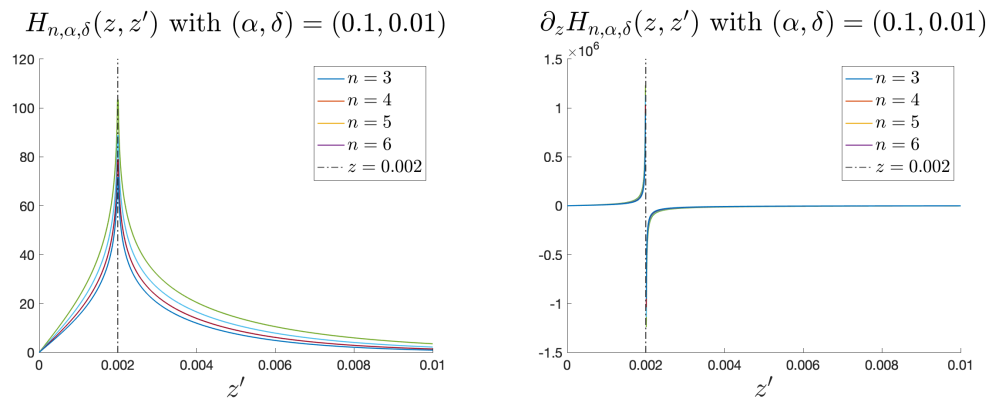 H_{n,α,δ}(z, z′) with (α, δ) = (0.1, 0.01)
120
100
80
60
40
20
0
0 0.002 0.004 0.006 0.008 0.01
z′
n = 3
n = 4
n = 5
n = 6
z = 0.002
∂_z H_{n,α,δ}(z, z′) with (α, δ) = (0.1, 0.01)
×10⁶
1.5
1
0.5
0
-0.5
-1
-1.5
0 0.002 0.004 0.006 0.008 0.01
z′
n = 3
n = 4
n = 5
n = 6
z = 0.002